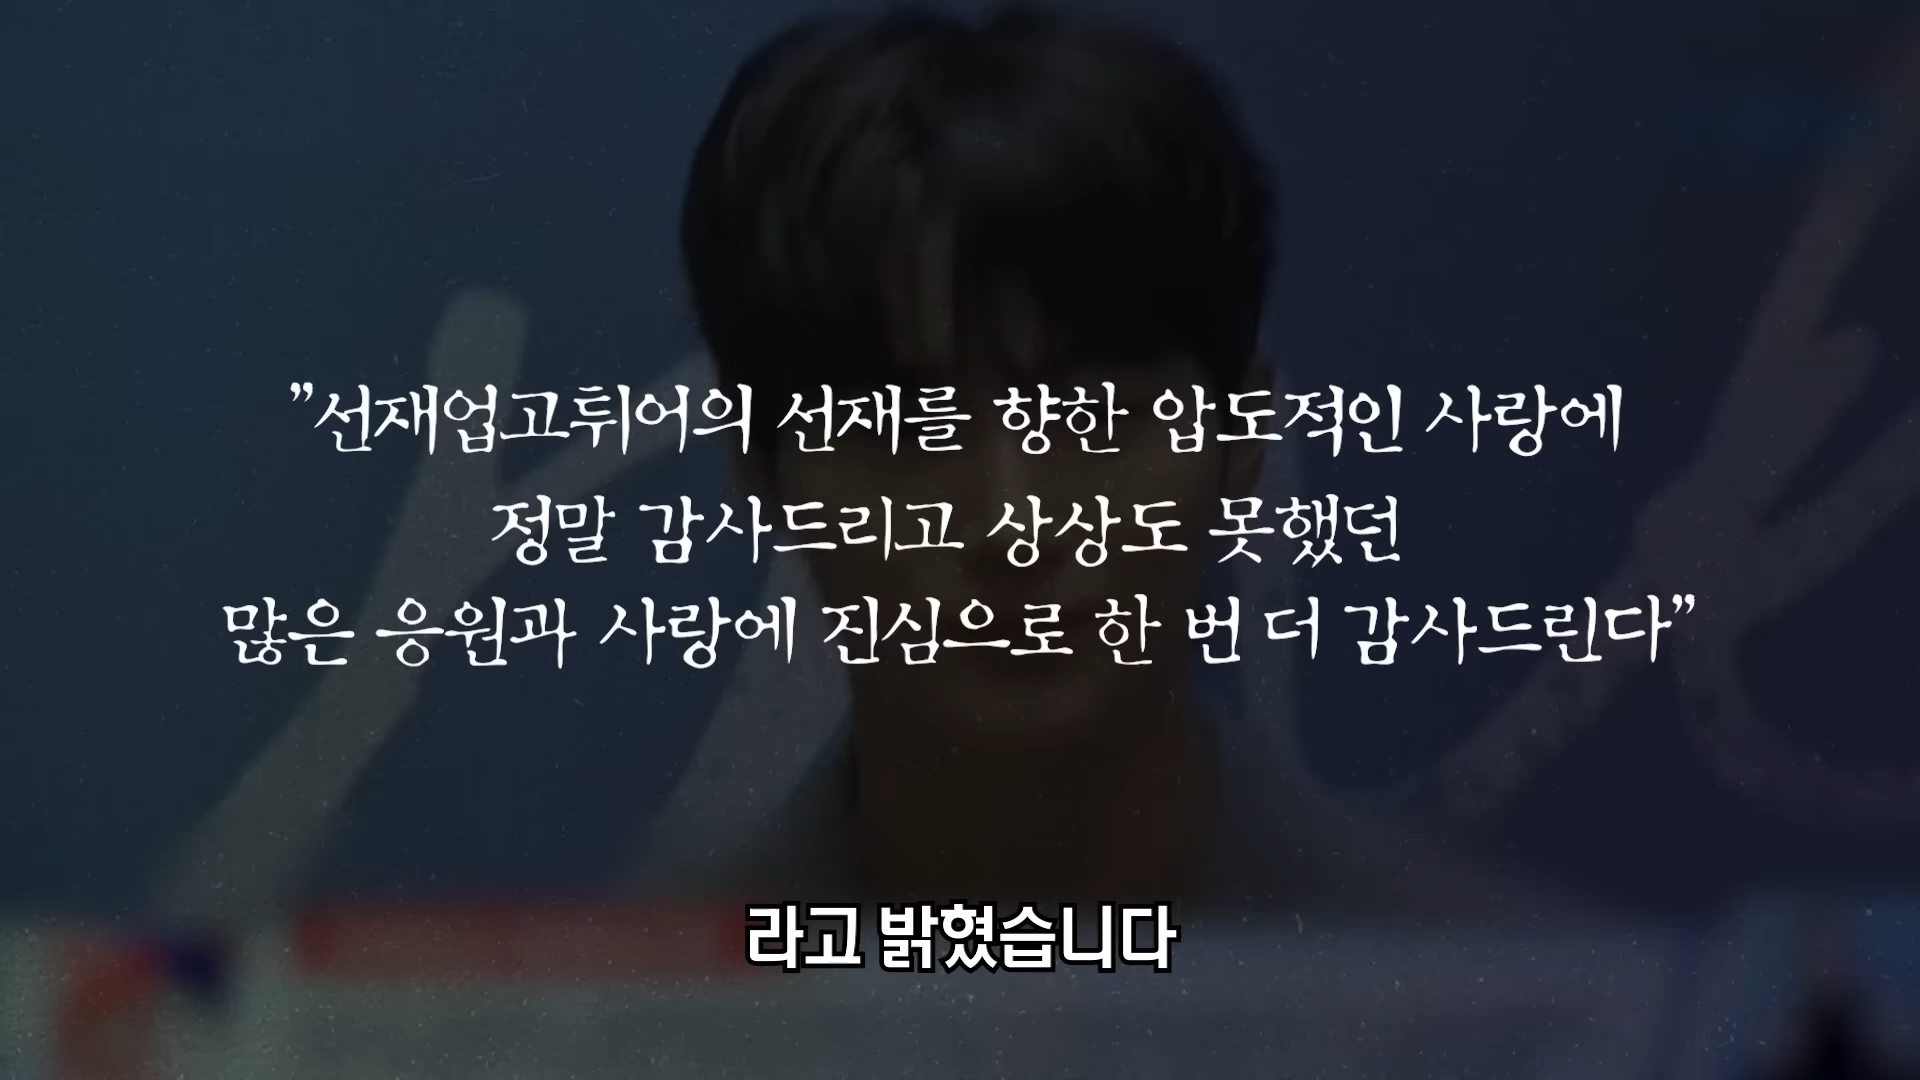 ”선재업고튀어의 선재를 향한 압도적인 사랑에
정말 감사드리고 상상도 못했던
많은 응원과 사랑에 진심으로 한 번 더 감사드린다”
라고 밝혔습니다